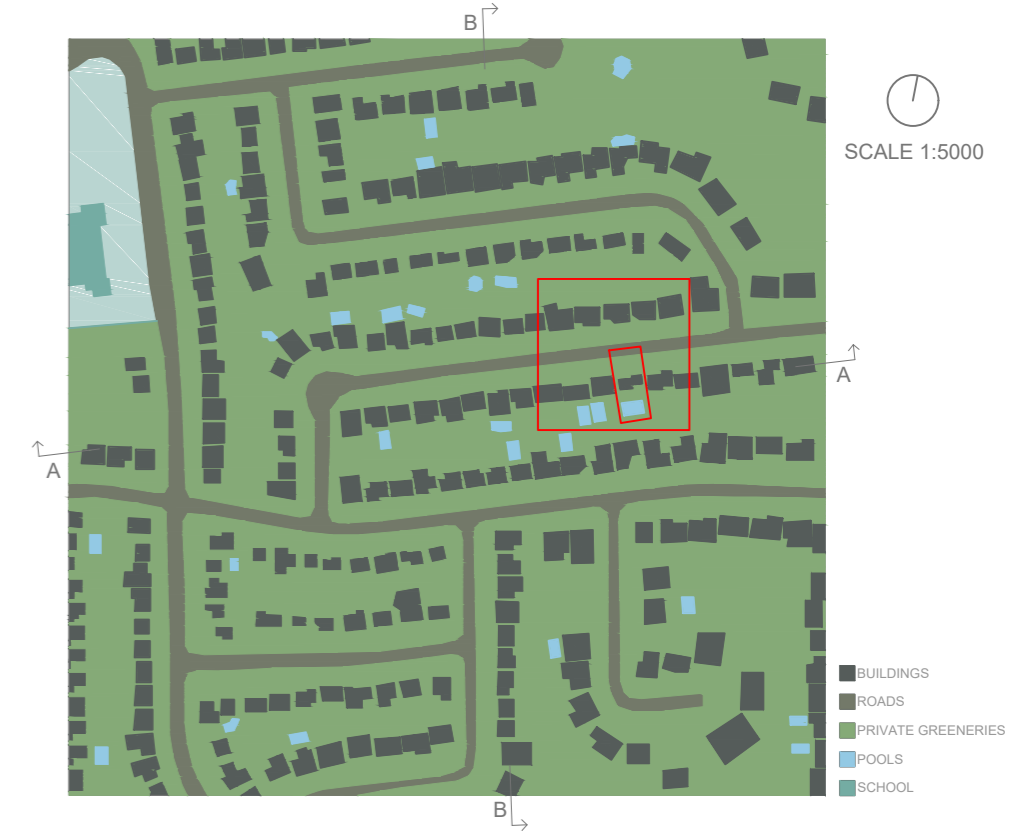 B
SCALE 1:5000
A
A
BUILDINGS
ROADS
PRIVATE GREENERIES
POOLS
SCHOOL
B